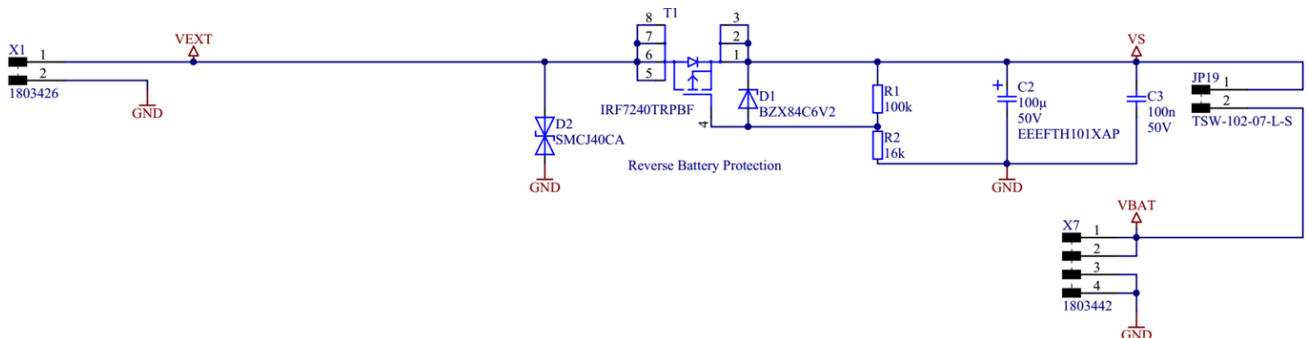 X1
1
2
1803426
VEXT
GND
D2
SMCJ40CA
GND
T1
8
7
6
5
3
2
1
4
IRF7240TRPBF
D1
BZX84C6V2
Reverse Battery Protection
R1
100k
R2
16k
C2
100µ
50V
EEEFTH101XAP
GND
VS
C3
100n
50V
JP19
1
2
TSW-102-07-L-S
VBAT
X7
1
2
3
4
1803442
GND